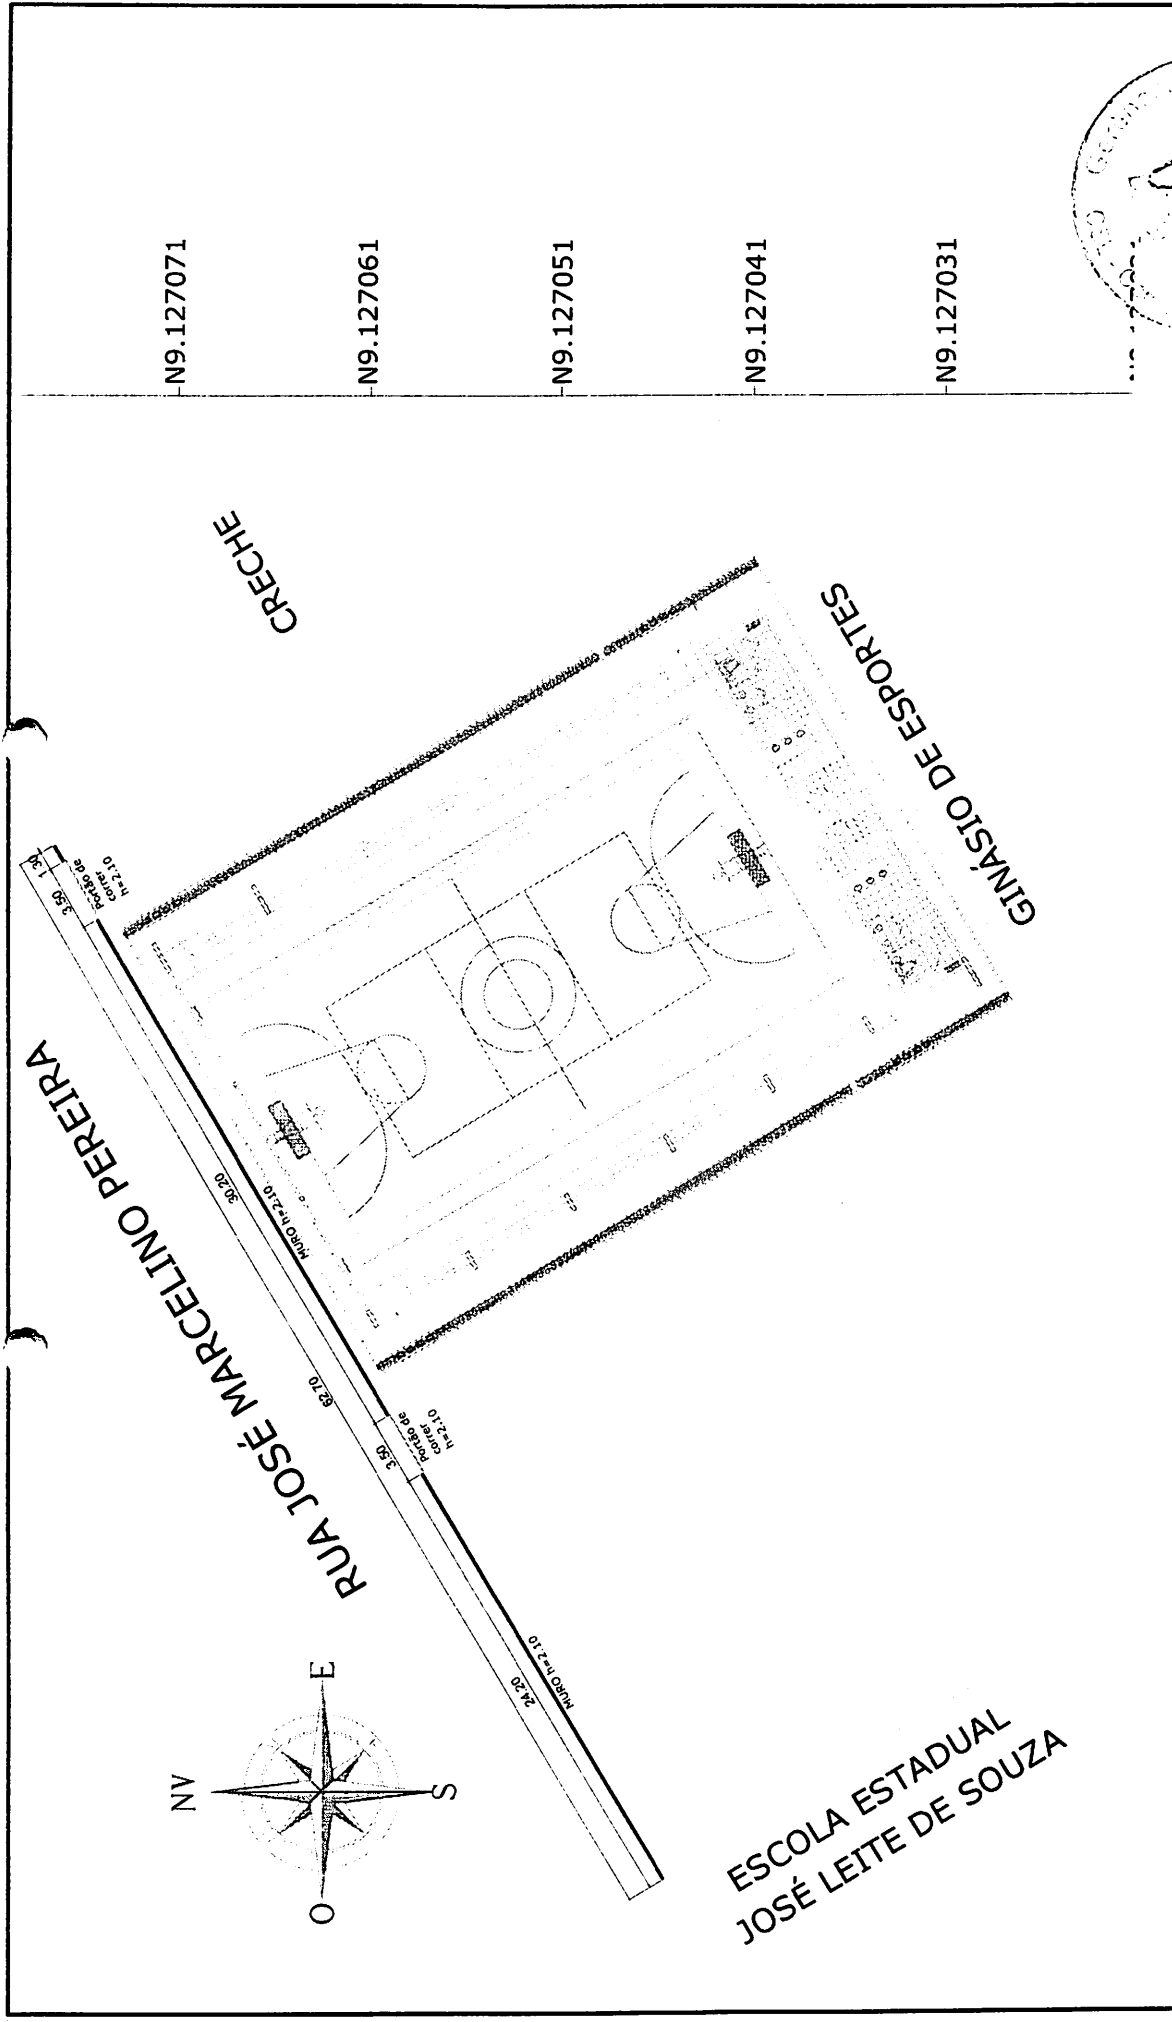 N9.127071
N9.127061
N9.127051
N9.127041
N9.127031
CRECHE
GINÁSIO DE ESPORTES
RUA JOSÉ MARCELINO PEREIRA
1.30
3.50
Portão de
correr
h=2.10
30.20
MURO h=2.10
62.70
3.50
Portão de
correr
h=2.10
24.20
MURO h=2.10
NV
E
S
O
ESCOLA ESTADUAL
JOSÉ LEITE DE SOUZA